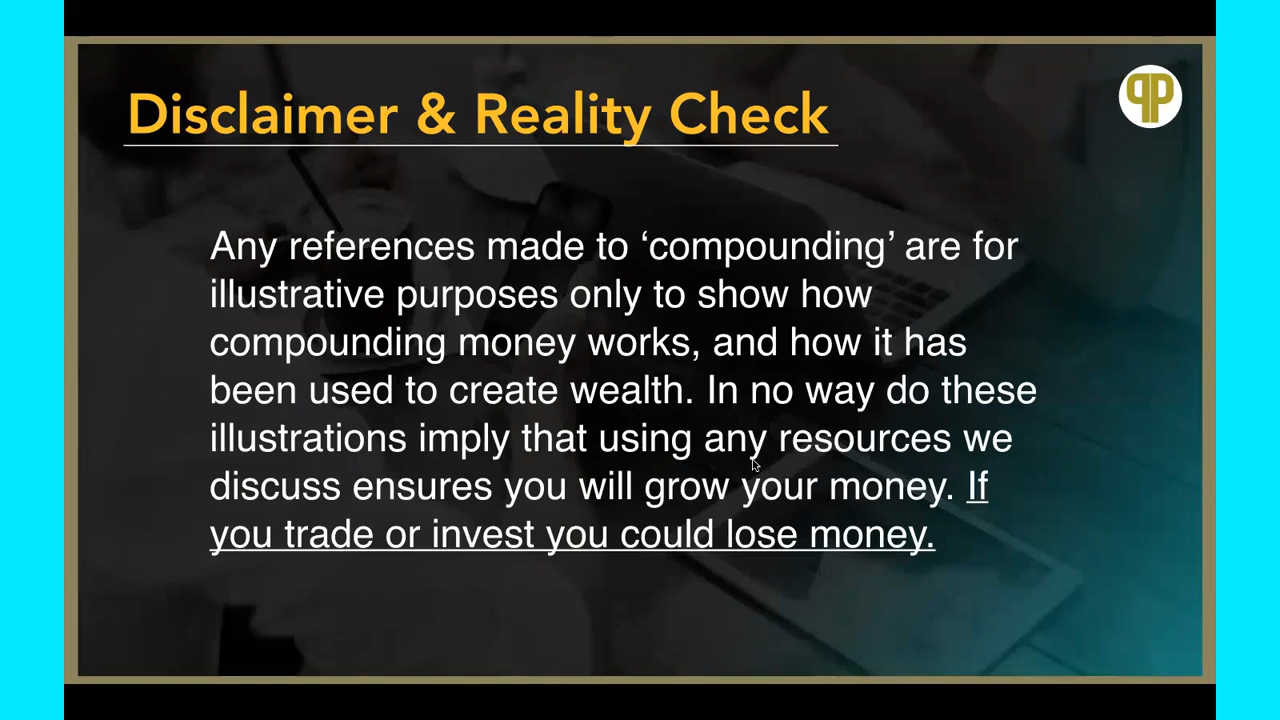 Disclaimer & Reality Check
Any references made to ‘compounding’ are for
illustrative purposes only to show how
compounding money works, and how it has
been used to create wealth. In no way do these
illustrations imply that using any resources we
discuss ensures you will grow your money. If
you trade or invest you could lose money.